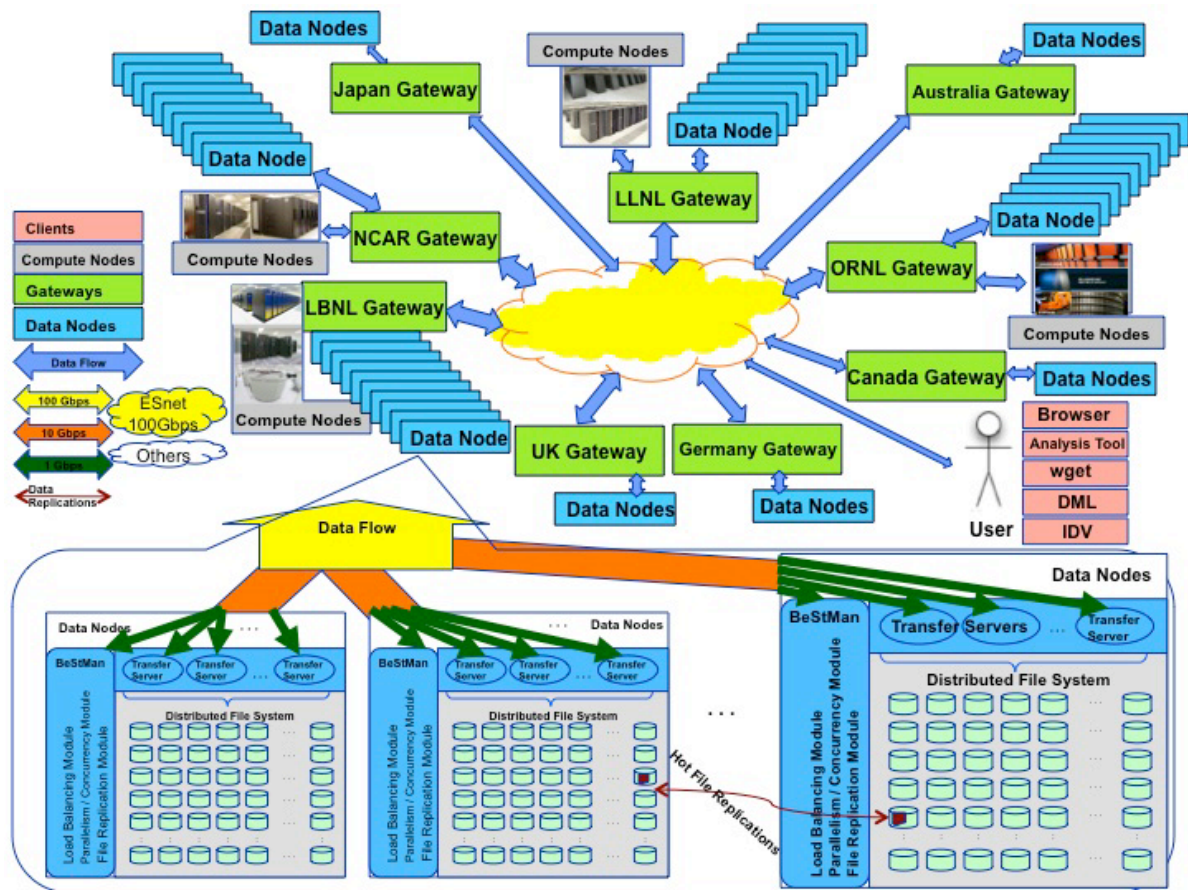 Data Nodes
Japan Gateway
Compute Nodes
Data Node
LLNL Gateway
Data Nodes
Australia Gateway
Data Node
NCAR Gateway
Compute Nodes
Data Node
ORNL Gateway
Compute Nodes
LBNL Gateway
Compute Nodes
Data Node
Canada Gateway
Data Nodes
UK Gateway
Data Nodes
Germany Gateway
Data Nodes
Clients
Compute Nodes
Gateways
Data Nodes
Data Flow
100 Gbps
10 Gbps
1 Gbps
ESnet
100Gbps
Others
Data
Replications
User
Browser
Analysis Tool
wget
DML
IDV
Data Flow
Data Nodes
...
BeStMan
Transfer
Server
Transfer
Server
...
Transfer
Server
Distributed File System
Load Balancing Module
Parallelism / Concurrency Module
File Replication Module
... Data Nodes
BeStMan
Transfer
Server
Transfer
Server
...
Transfer
Server
Distributed File System
Load Balancing Module
Parallelism / Concurrency Module
File Replication Module
...
Hot File Replications
Data Nodes
BeStMan
Transfer Servers
...
Transfer
Server
Distributed File System
Load Balancing Module
Parallelism / Concurrency Module
File Replication Module